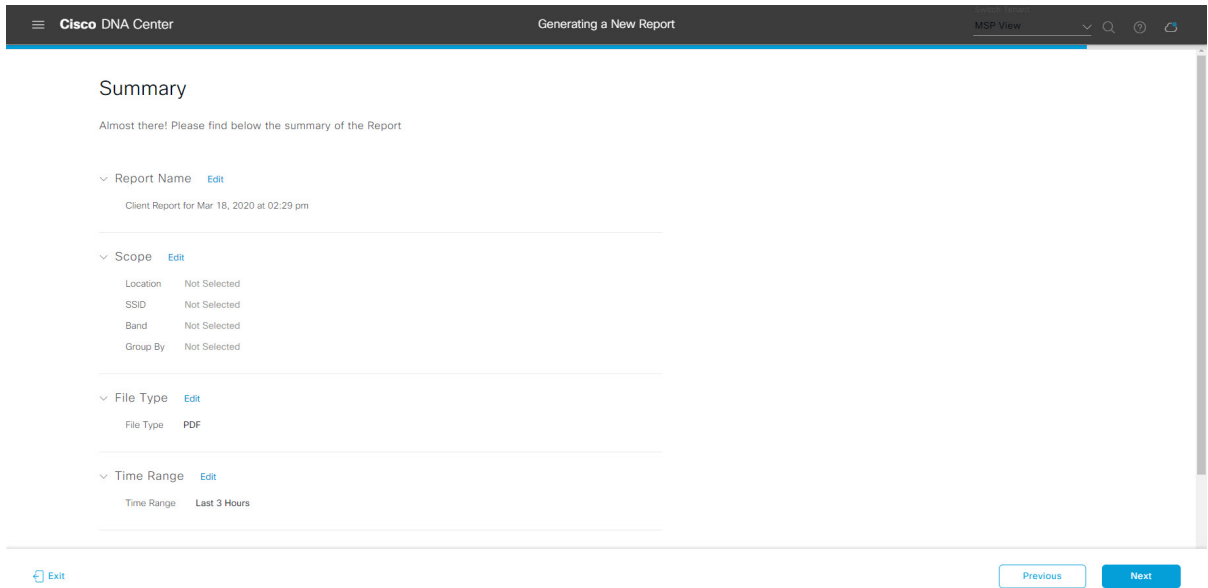 Cisco DNA Center
Generating a New Report
MSP View
Summary
Almost there! Please find below the summary of the Report
Report Name Edit
Client Report for Mar 18, 2020 at 02:29 pm
Scope Edit
Location Not Selected
SSID Not Selected
Band Not Selected
Group By Not Selected
File Type Edit
File Type PDF
Time Range Edit
Time Range Last 3 Hours
Exit
Previous
Next